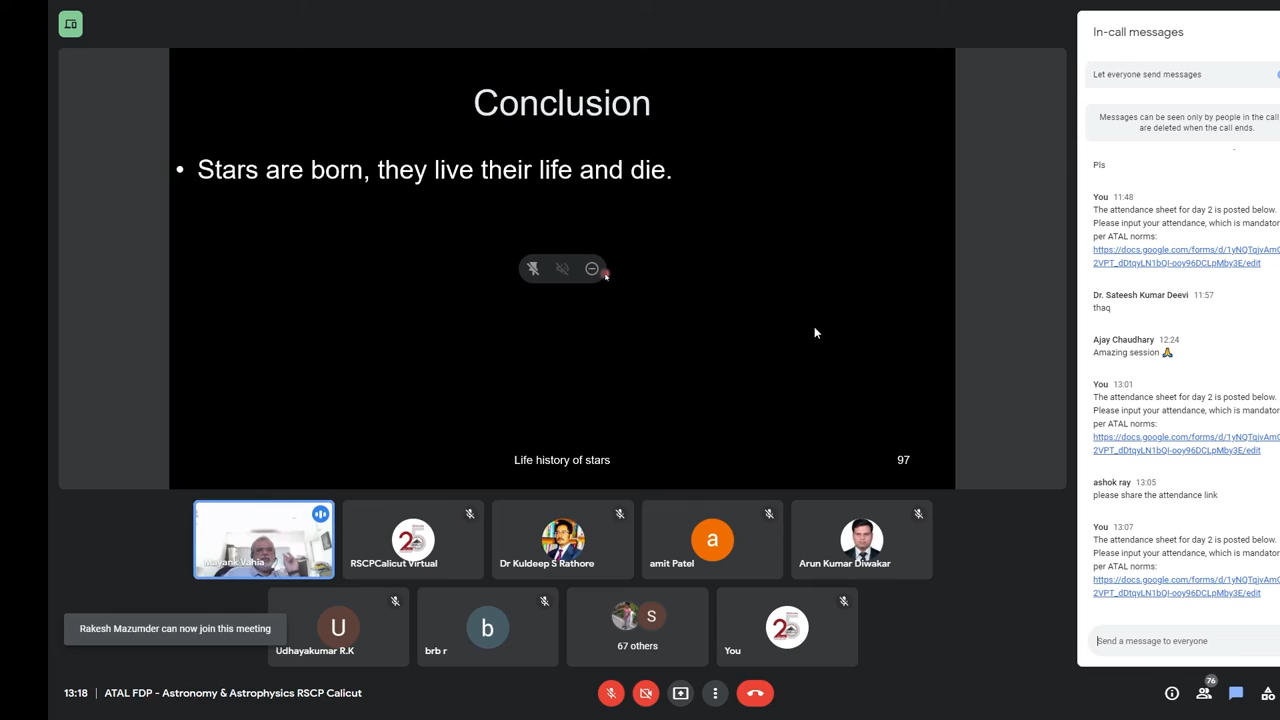 Conclusion
• Stars are born, they live their life and die.
Life history of stars
97
Mayank Vahia
RSCPCalicut Virtual
Dr Kuldeep S Rathore
a
amit Patel
Arun Kumar Diwakar
Rakesh Mazumder can now join this meeting
U
Udhayakumar R.K
b
brb r
S
67 others
25
You
13:18 | ATAL FDP - Astronomy & Astrophysics RSCP Calicut
76
In-call messages
Let everyone send messages
Messages can be seen only by people in the call
are deleted when the call ends.
Pls
You 11:48
The attendance sheet for day 2 is posted below.
Please input your attendance, which is mandator
per ATAL norms:
Dr. Sateesh Kumar Deevi 11:57
thaq
Ajay Chaudhary 12:24
Amazing session 🙏
You 13:01
The attendance sheet for day 2 is posted below.
Please input your attendance, which is mandator
per ATAL norms:
ashok ray 13:05
please share the attendance link
You 13:07
The attendance sheet for day 2 is posted below.
Please input your attendance, which is mandator
per ATAL norms:
Send a message to everyone